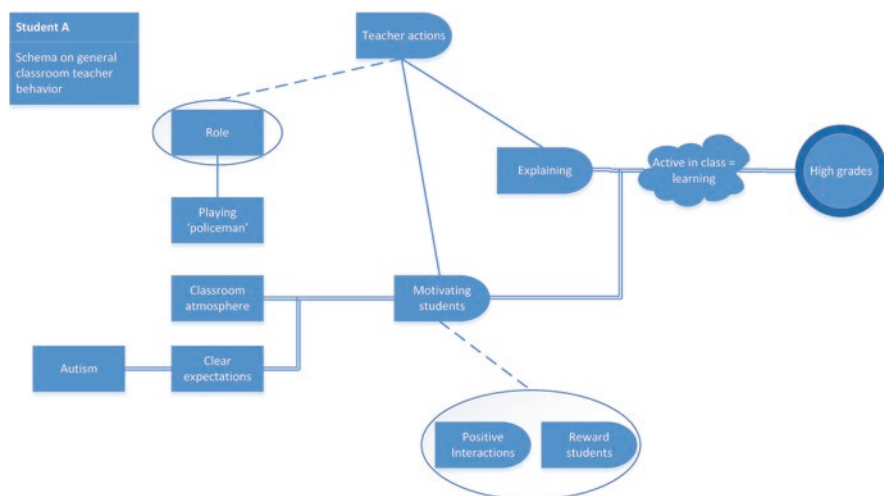 Student A
Schema on general
classroom teacher
behavior
Teacher actions
Role
Explaining
Active in class =
learning
High grades
Playing
'policeman'
Classroom
atmosphere
Motivating
students
Autism
Clear
expectations
Positive
Interactions
Reward
students